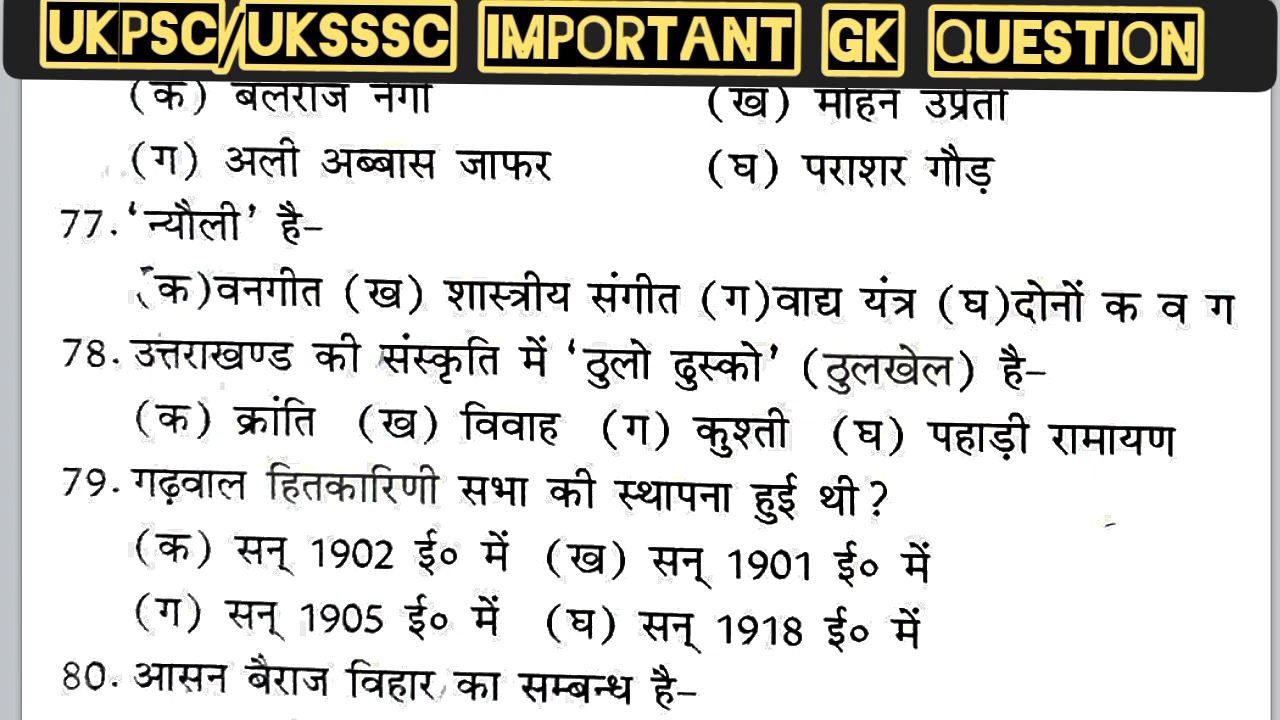 UKPSC/UKSSSC IMPORTANT GK QUESTION
(क) बलराज नेगी (ख) मोहन उप्रेती
(ग) अली अब्बास जाफर (घ) पराशर गौड़
77. ‘न्यौली’ है–
(क)वनगीत (ख) शास्त्रीय संगीत (ग)वाद्य यंत्र (घ)दोनों क व ग
78. उत्तराखण्ड की संस्कृति में ‘ठुलो ढुस्को’ (ठुलखेल) है–
(क) क्रांति (ख) विवाह (ग) कुश्ती (घ) पहाड़ी रामायण
79. गढ़वाल हितकारिणी सभा की स्थापना हुई थी?
(क) सन् 1902 ई० में (ख) सन् 1901 ई० में
(ग) सन् 1905 ई० में (घ) सन् 1918 ई० में
80. आसन बैराज विहार का सम्बन्ध है–